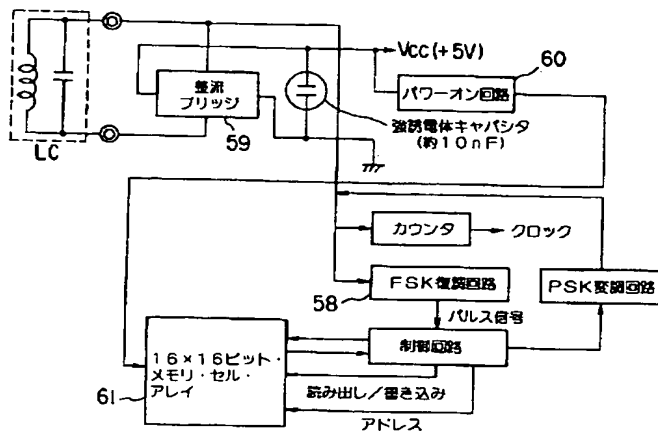 LC
整流
ブリッジ
59
VCC(+5V)
60
パワーオン回路
強誘電体キャパシタ
(約10nF)
カウンタ
クロック
FSK復調回路
58
PSK変調回路
パルス信号
制御回路
16×16ビット・
メモリ・セル・
アレイ
61
読み出し/書き込み
アドレス